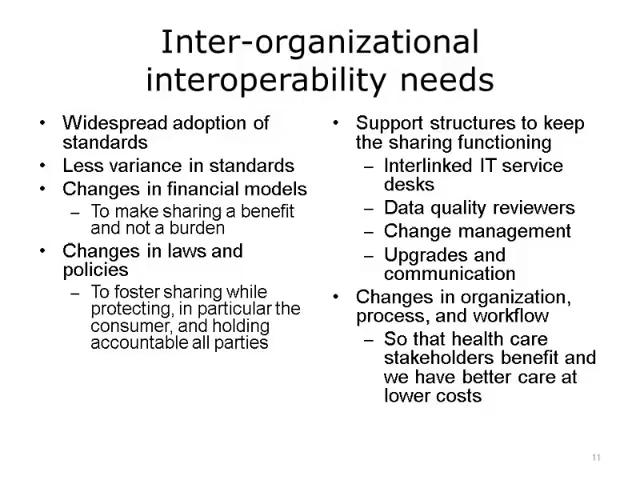 Inter-organizational
interoperability needs
• Widespread adoption of
standards
• Less variance in standards
• Changes in financial models
– To make sharing a benefit
and not a burden
• Changes in laws and
policies
– To foster sharing while
protecting, in particular the
consumer, and holding
accountable all parties
• Support structures to keep
the sharing functioning
– Interlinked IT service
desks
– Data quality reviewers
– Change management
– Upgrades and
communication
• Changes in organization,
process, and workflow
– So that health care
stakeholders benefit and
we have better care at
lower costs
11